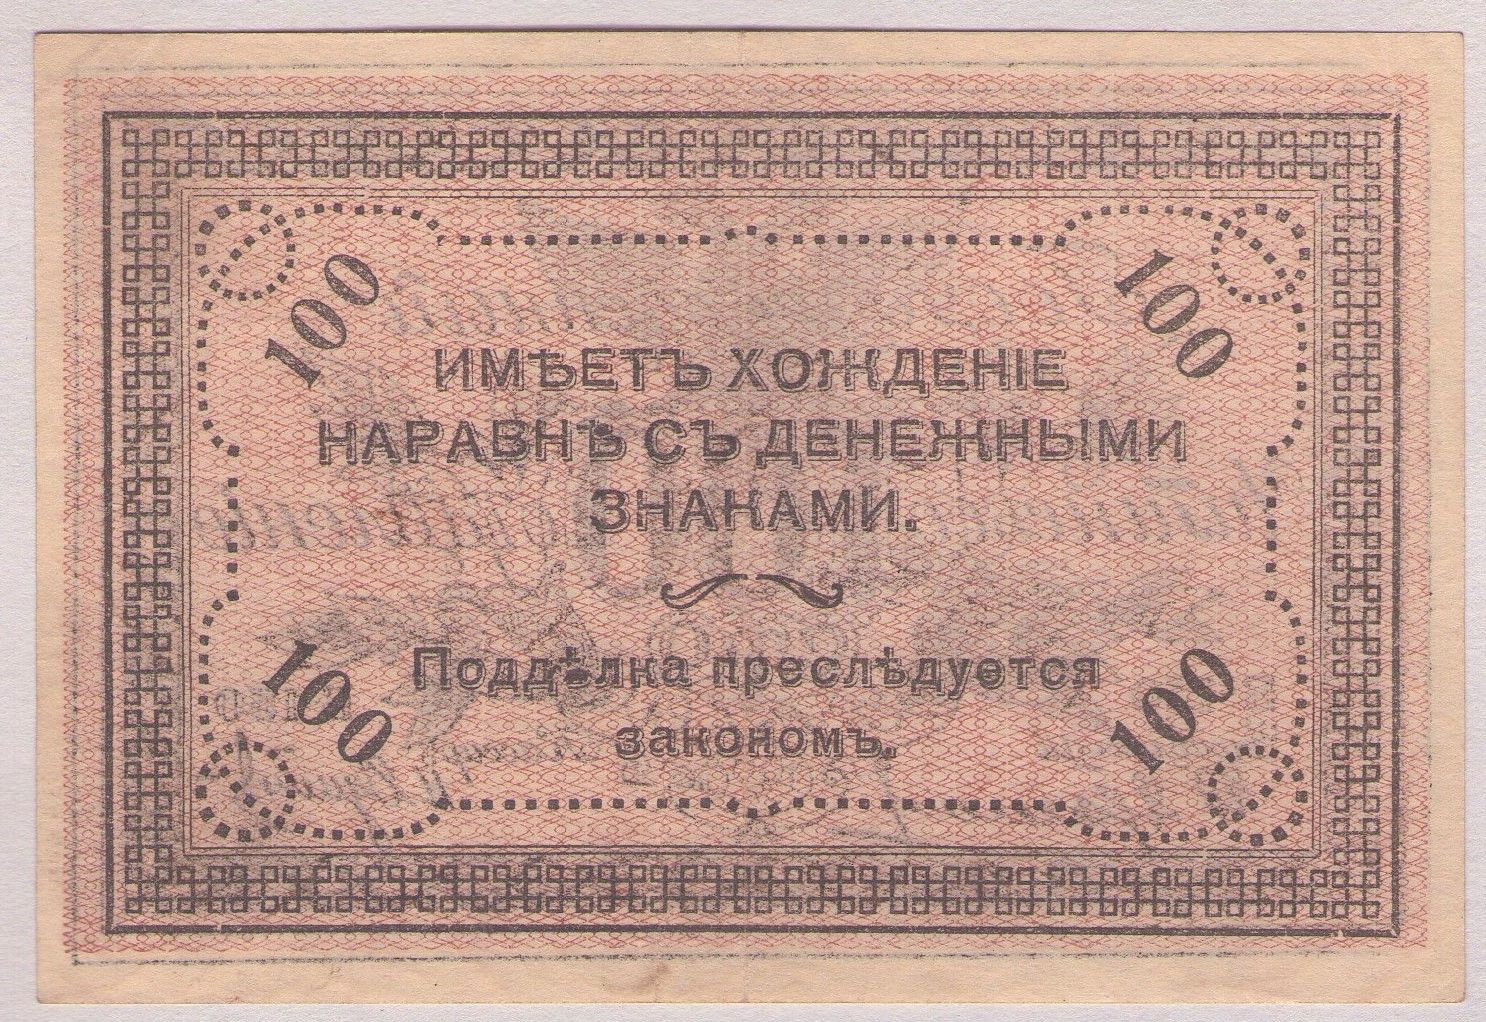 100 100
ИМѢЕТЪ ХОЖДЕНІЕ
НАРАВНѢ СЪ ДЕНЕЖНЫМИ
ЗНАКАМИ.
Поддѣлка преслѣдуется
закономъ.
100 100